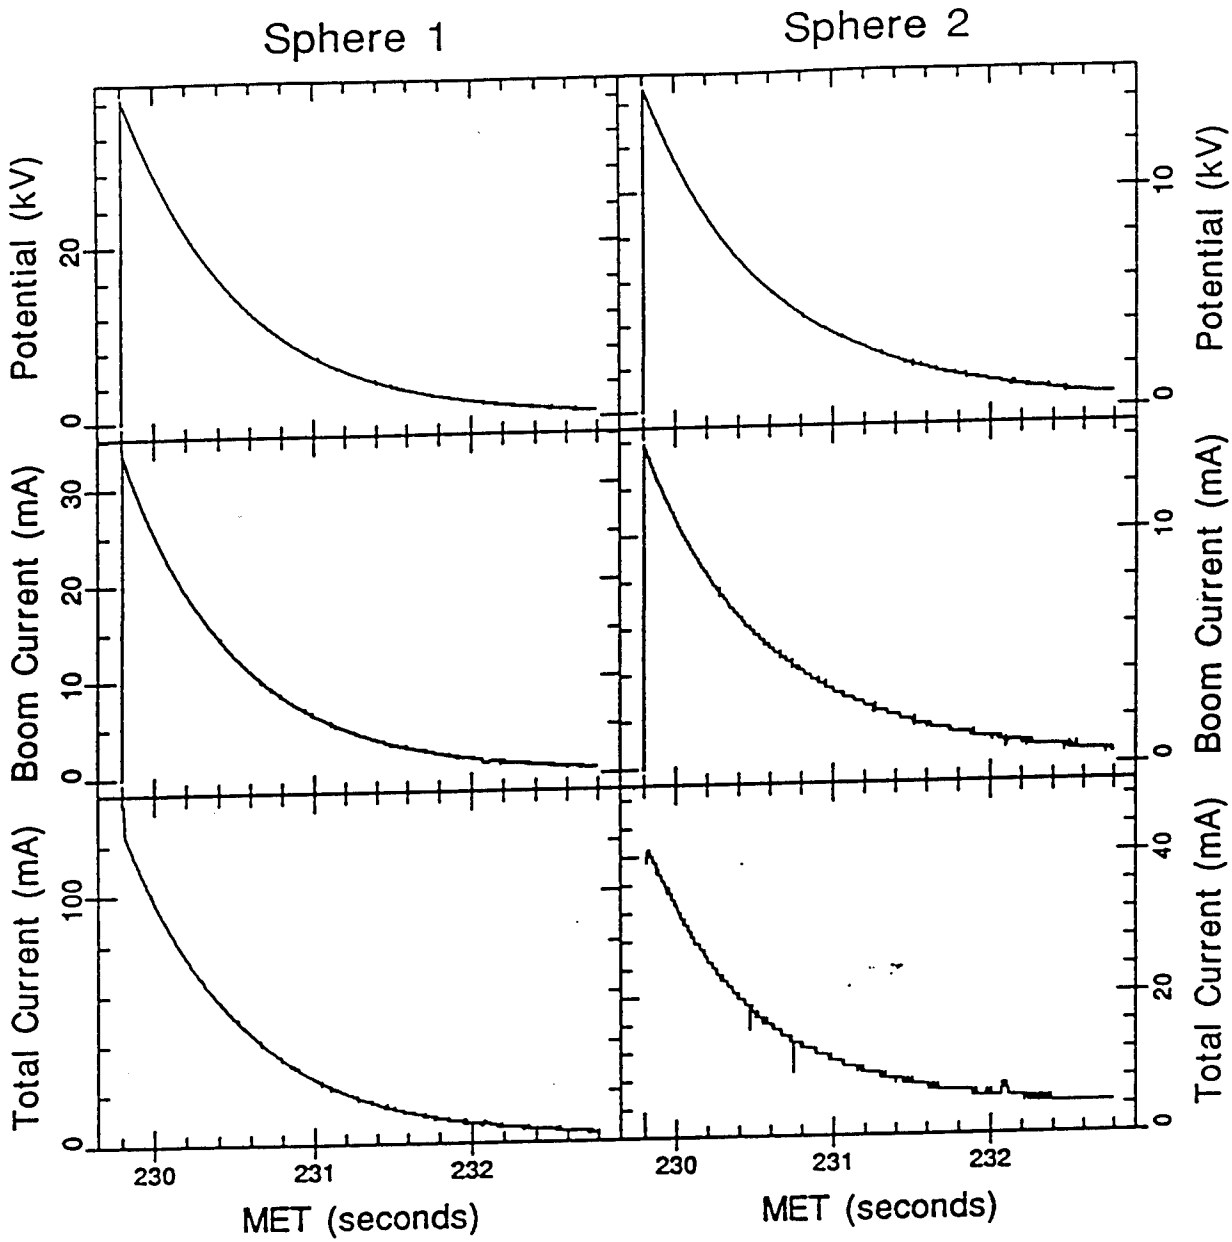 Sphere 1
Sphere 2
Potential (kV)
20
0
10
0
Potential (kV)
Boom Current (mA)
30
20
10
0
10
0
Boom Current (mA)
Total Current (mA)
100
0
40
20
0
Total Current (mA)
230
231
232
230
231
232
MET (seconds)
MET (seconds)